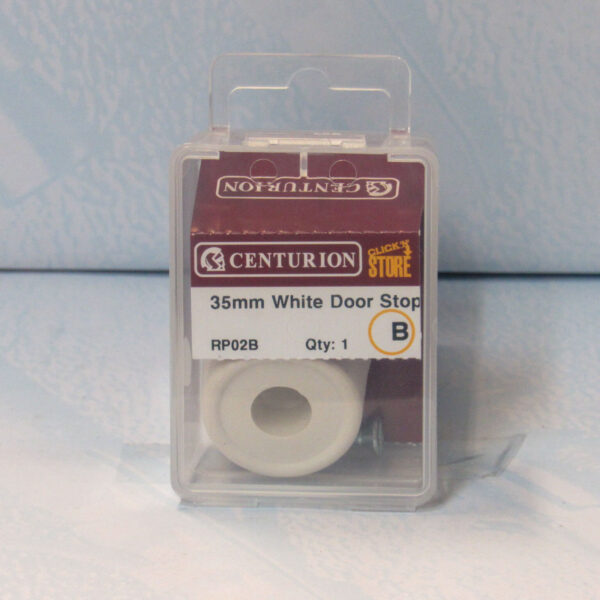 CENTURION
CENTURION
CLICK'N
STORE
35mm White Door Stop
RP02B Qty: 1 B